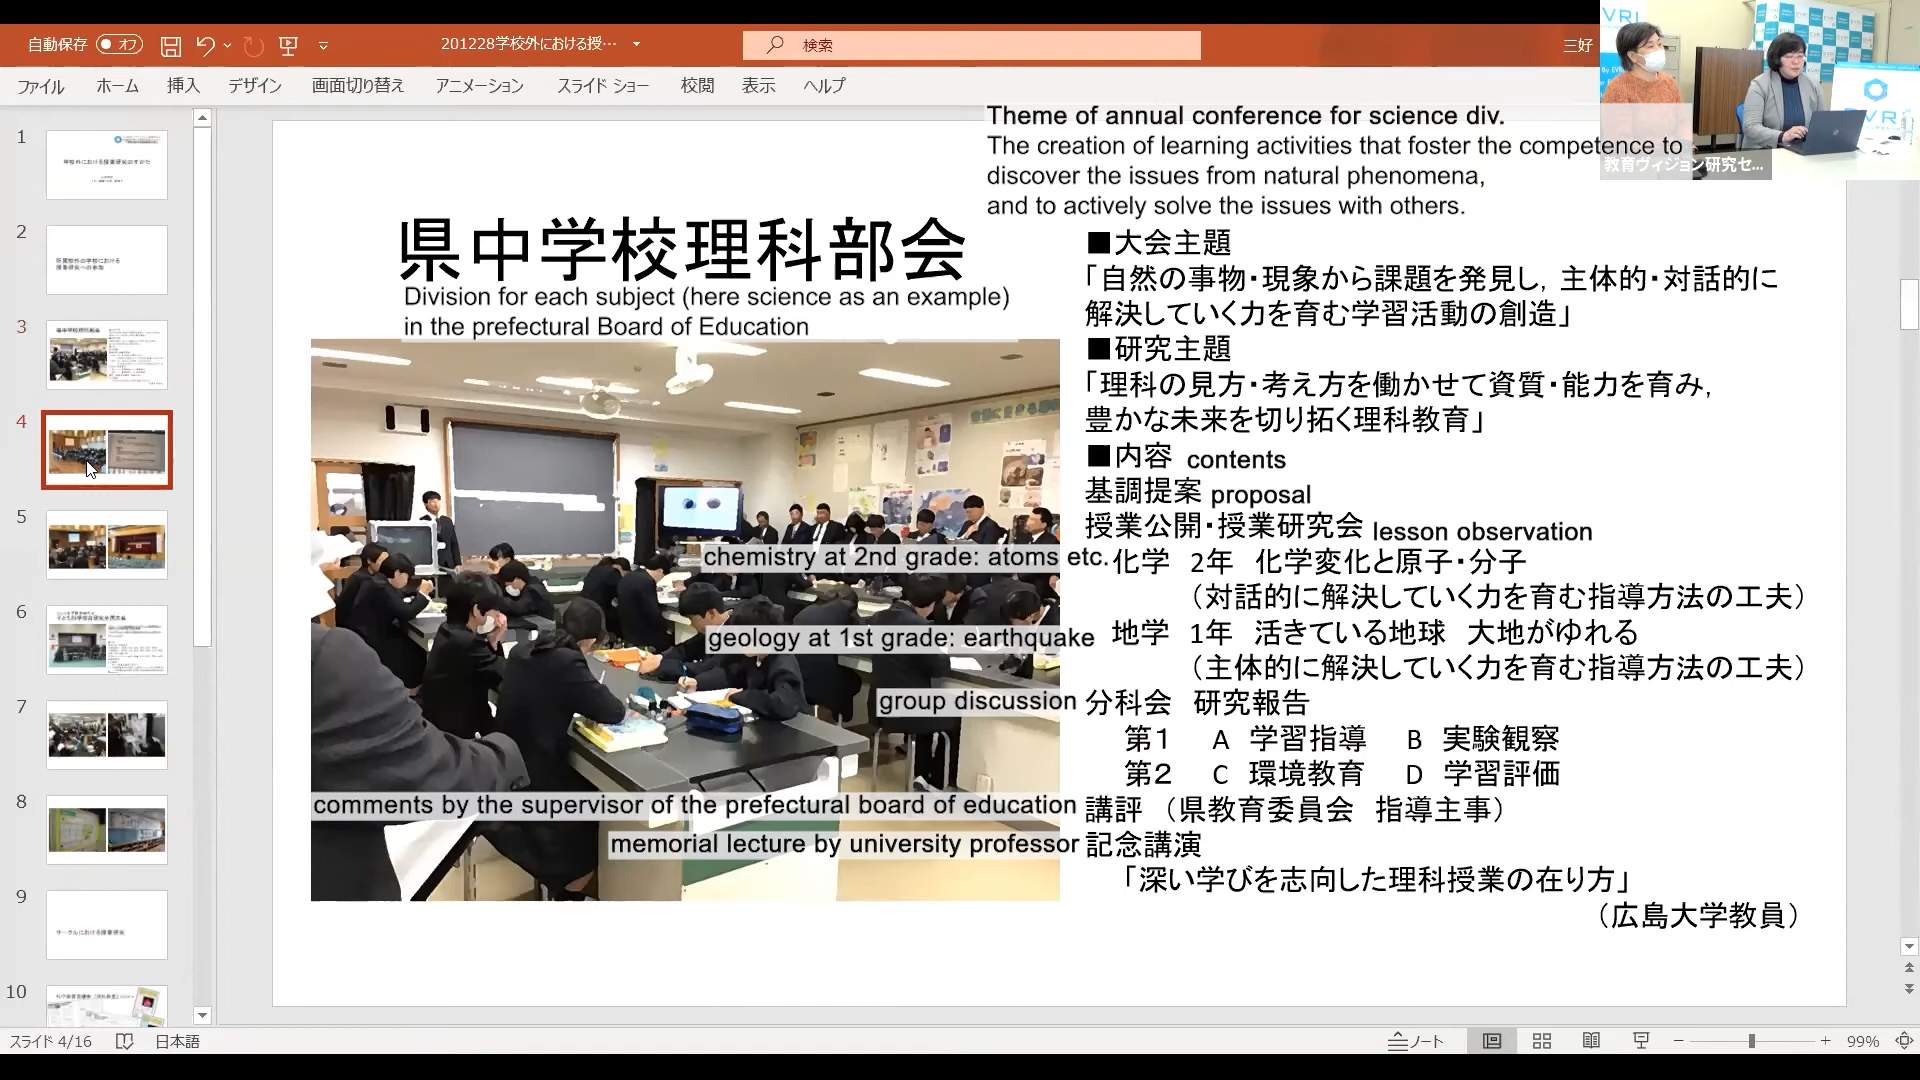 自動保存 オフ
201228学校外における授…
検索
三好
ファイル ホーム 挿入 デザイン 画面切り替え アニメーション スライド ショー 校閲 表示 ヘルプ
VRI
By EVRI
VRI
教育ヴィジョン研究セ...
1
2
3
4
5
6
7
8
9
10
Theme of annual conference for science div.
The creation of learning activities that foster the competence to
discover the issues from natural phenomena,
and to actively solve the issues with others.
県中学校理科部会
Division for each subject (here science as an example)
in the prefectural Board of Education
■大会主題
「自然の事物・現象から課題を発見し，主体的・対話的に
解決していく力を育む学習活動の創造」
■研究主題
「理科の見方・考え方を働かせて資質・能力を育み，
豊かな未来を切り拓く理科教育」
■内容 contents
基調提案 proposal
授業公開・授業研究会 lesson observation
chemistry at 2nd grade: atoms etc. 化学 2年 化学変化と原子・分子
（対話的に解決していく力を育む指導方法の工夫）
geology at 1st grade: earthquake 地学 1年 活きている地球 大地がゆれる
（主体的に解決していく力を育む指導方法の工夫）
group discussion 分科会 研究報告
第１ A 学習指導 B 実験観察
第２ C 環境教育 D 学習評価
comments by the supervisor of the prefectural board of education 講評 （県教育委員会 指導主事）
memorial lecture by university professor 記念講演
「深い学びを志向した理科授業の在り方」
（広島大学教員）
スライド 4/16 日本語
ノート
99%